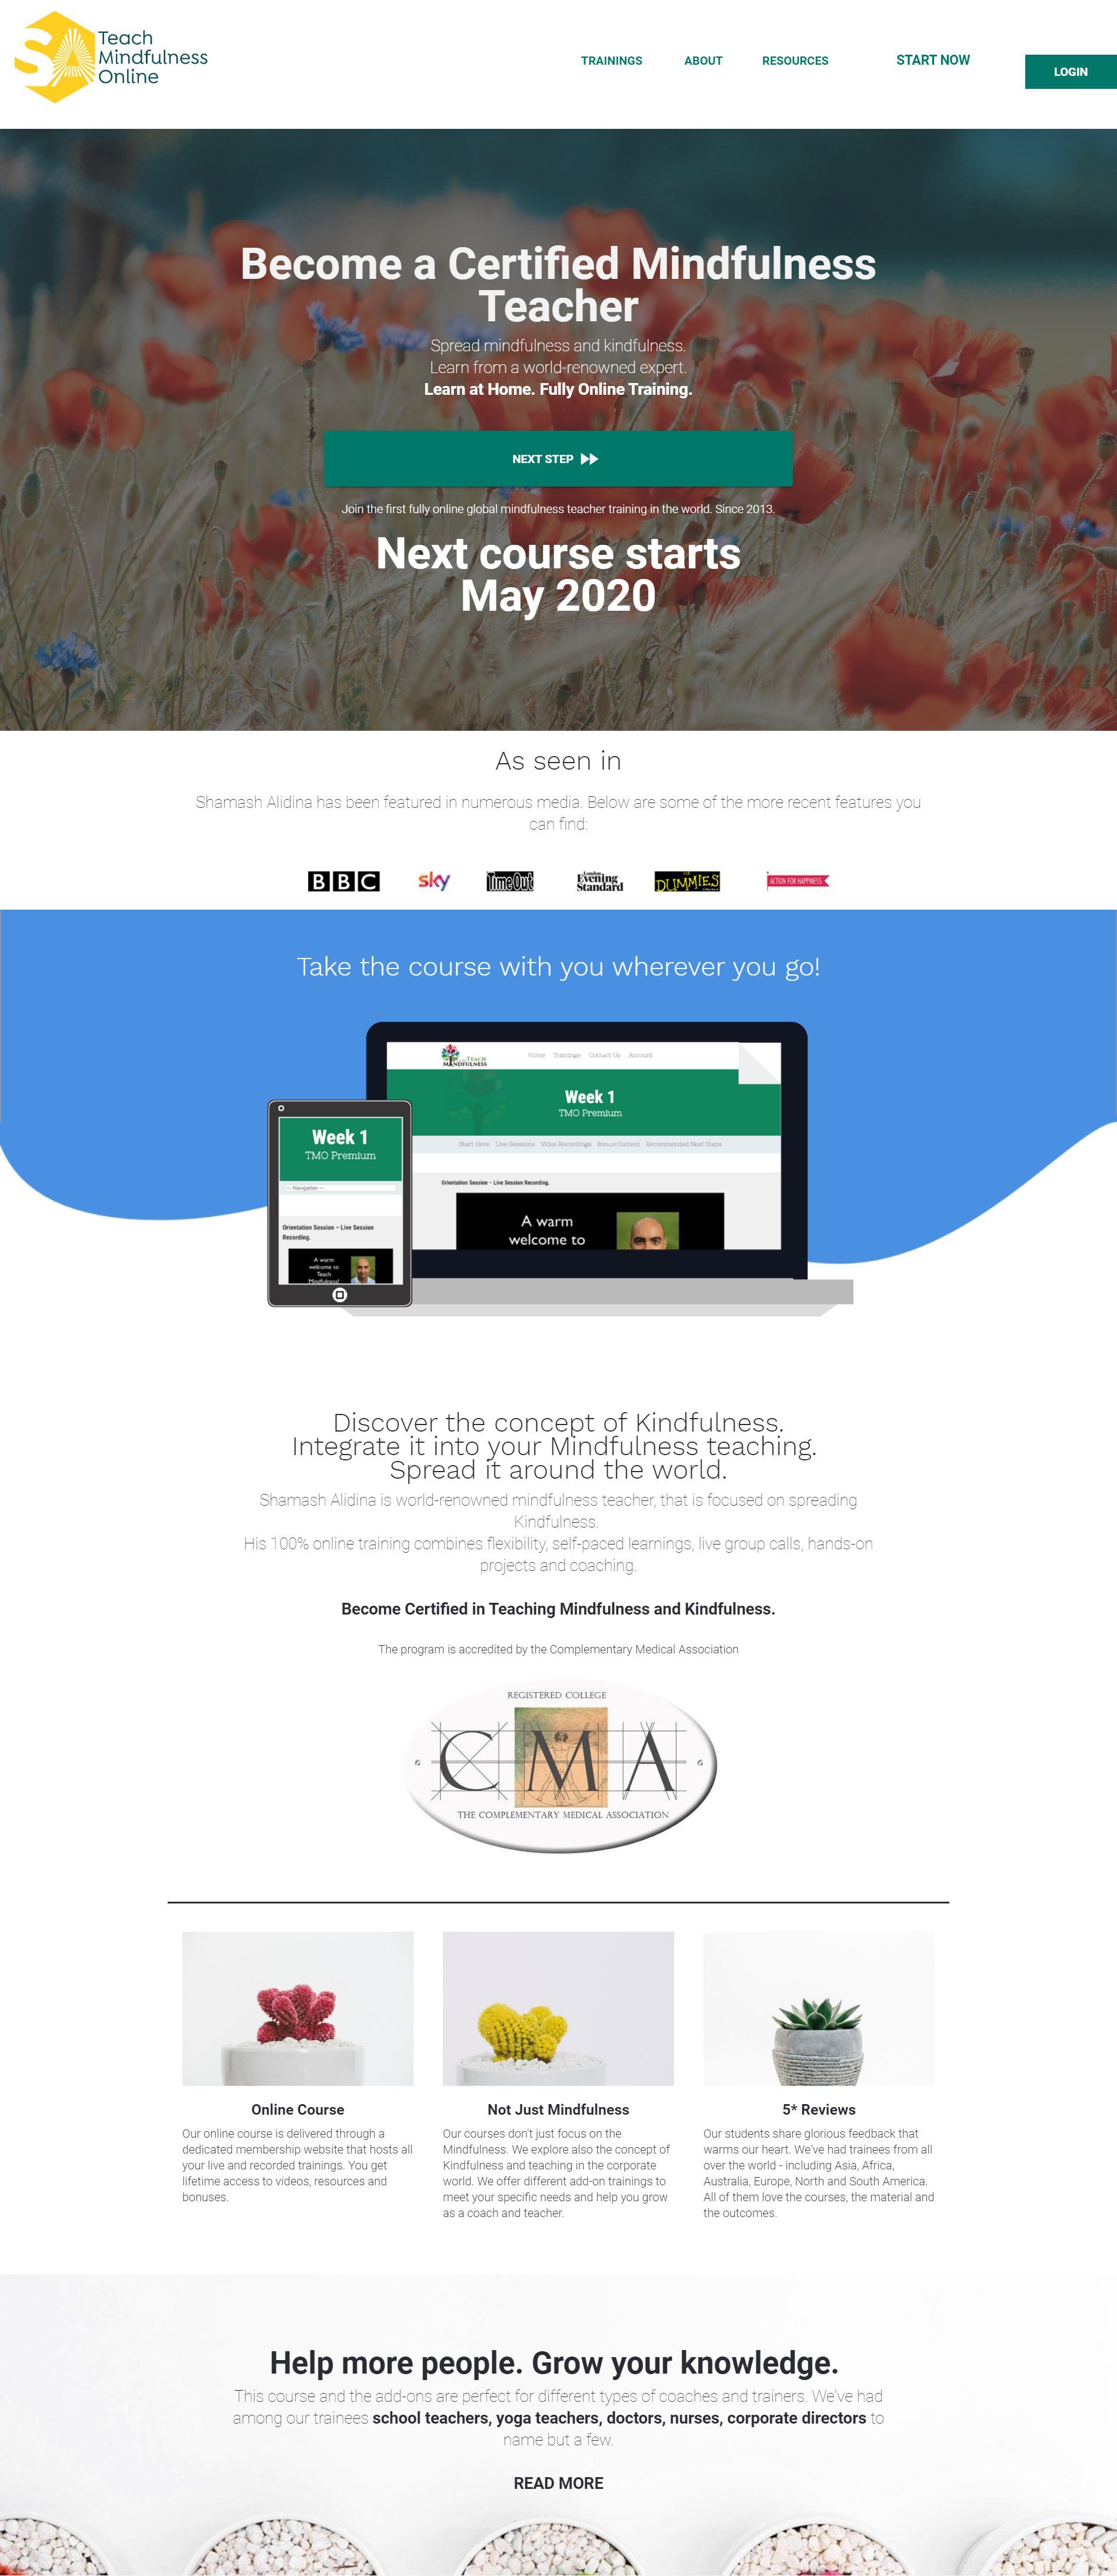 Teach
Mindfulness
Online
TRAININGS
ABOUT
RESOURCES
START NOW
LOGIN
Become a Certified Mindfulness
Teacher
Spread mindfulness and kindfulness.
Learn from a world-renowned expert.
Learn at Home. Fully Online Training.
NEXT STEP
Join the first fully online global mindfulness teacher training in the world. Since 2013.
Next course starts
May 2020
As seen in
Shamash Alidina has been featured in numerous media. Below are some of the more recent features you
can find:
BBC
sky
TimeOut
London
Evening
Standard
DUMMIES
ACTION FOR HAPPINESS
Take the course with you wherever you go!
TEACH
MINDFULNESS
Home Trainings Contact Us Account
Week 1
TMO Premium
Start Here Live Sessions Video Recordings Bonus Content Recommended Next Steps
Orientation Session – Live Session Recording.
A warm
welcome to
Week 1
TMO Premium
-- Navigation --
Orientation Session – Live Session
Recording.
A warm
welcome to
Teach
Mindfulness!
Discover the concept of Kindfulness.
Integrate it into your Mindfulness teaching.
Spread it around the world.
Shamash Alidina is world-renowned mindfulness teacher, that is focused on spreading
Kindfulness.
His 100% online training combines flexibility, self-paced learnings, live group calls, hands-on
projects and coaching.
Become Certified in Teaching Mindfulness and Kindfulness.
The program is accredited by the Complementary Medical Association
REGISTERED COLLEGE
CMA
THE COMPLEMENTARY MEDICAL ASSOCIATION
Online Course
Our online course is delivered through a
dedicated membership website that hosts all
your live and recorded trainings. You get
lifetime access to videos, resources and
bonuses.
Not Just Mindfulness
Our courses don't just focus on the
Mindfulness. We explore also the concept of
Kindfulness and teaching in the corporate
world. We offer different add-on trainings to
meet your specific needs and help you grow
as a coach and teacher.
5* Reviews
Our students share glorious feedback that
warms our heart. We've had trainees from all
over the world - including Asia, Africa,
Australia, Europe, North and South America.
All of them love the courses, the material and
the outcomes.
Help more people. Grow your knowledge.
This course and the add-ons are perfect for different types of coaches and trainers. We've had
among our trainees school teachers, yoga teachers, doctors, nurses, corporate directors to
name but a few.
READ MORE